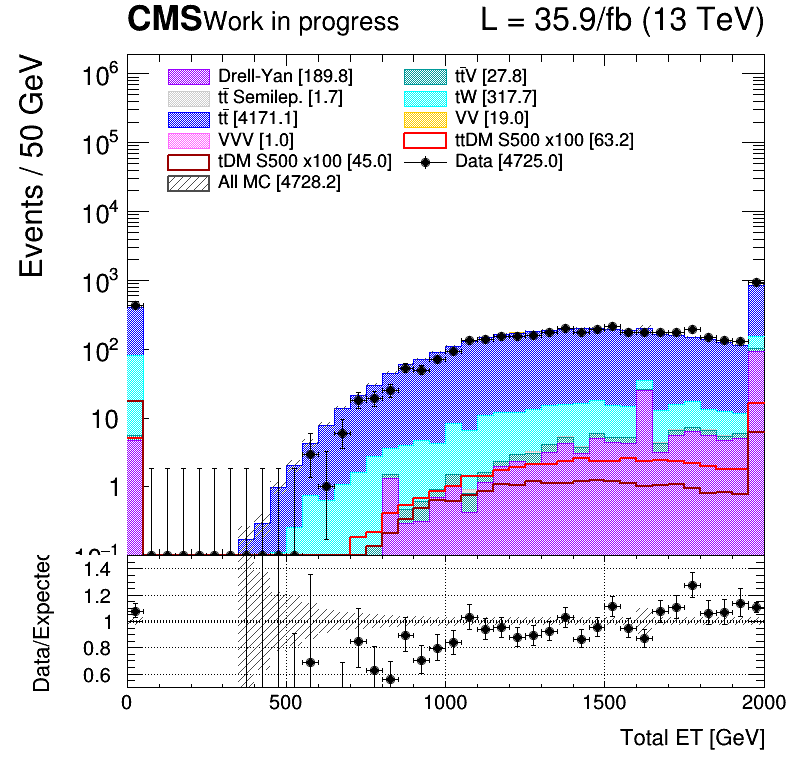 CMS Work in progress L = 35.9/fb (13 TeV)
Events / 50 GeV
Drell-Yan [189.8] tt̄V [27.8]
tt̄ Semilep. [1.7] tW [317.7]
tt̄ [4171.1] VV [19.0]
VVV [1.0] ttDM S500 x100 [63.2]
tDM S500 x100 [45.0] Data [4725.0]
All MC [4728.2]
10⁶
10⁵
10⁴
10³
10²
10
1
10⁻¹
Data/Expected
1.4
1.2
1
0.8
0.6
0 500 1000 1500 2000
Total ET [GeV]